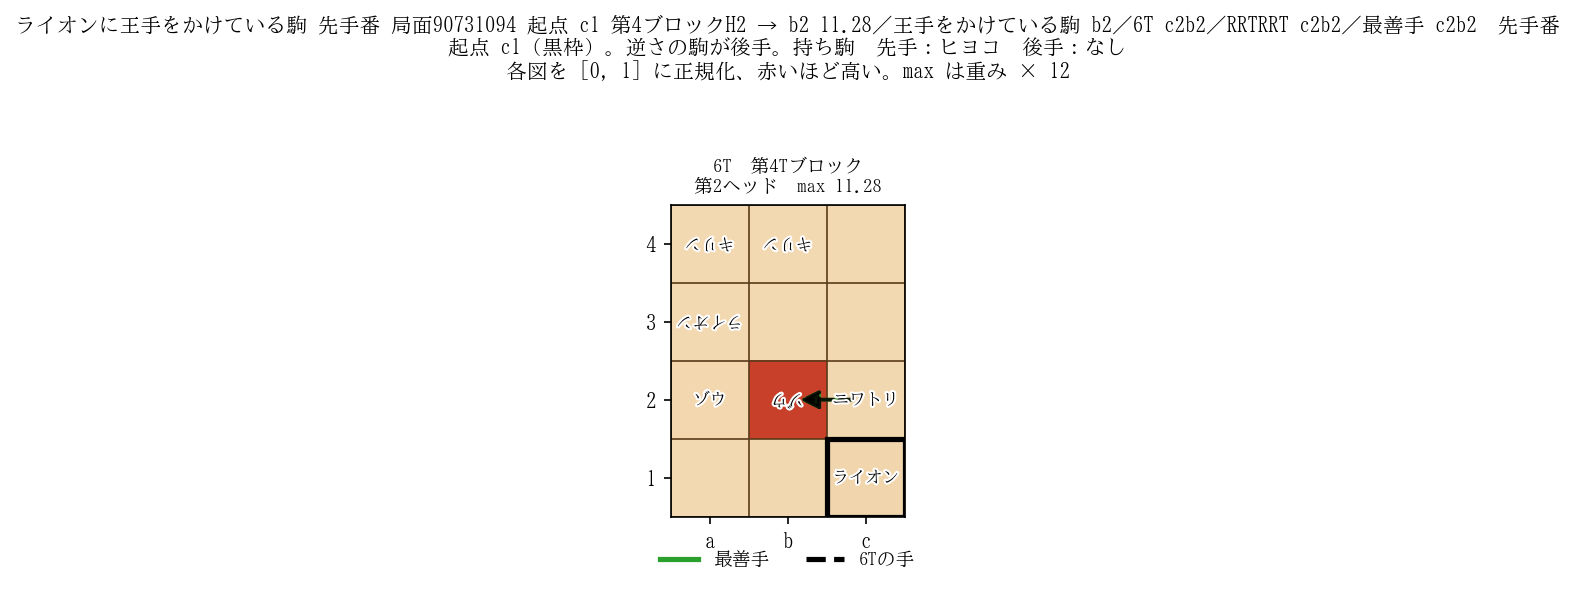 ライオンに王手をかけている駒 先手番 局面90731094 起点 c1 第4ブロックH2 → b2 11.28／王手をかけている駒 b2／6T c2b2／RRTRRT c2b2／最善手 c2b2　先手番
起点 c1（黒枠）。逆さの駒が後手。持ち駒　先手：ヒヨコ　後手：なし
各図を [0, 1] に正規化、赤いほど高い。max は重み × 12
6T　第4Tブロック
第2ヘッド　max 11.28
4 キリン キリン
3 ライオン
2 ゾウ ゾウ ニワトリ
1 ライオン
a b c
最善手 6Tの手